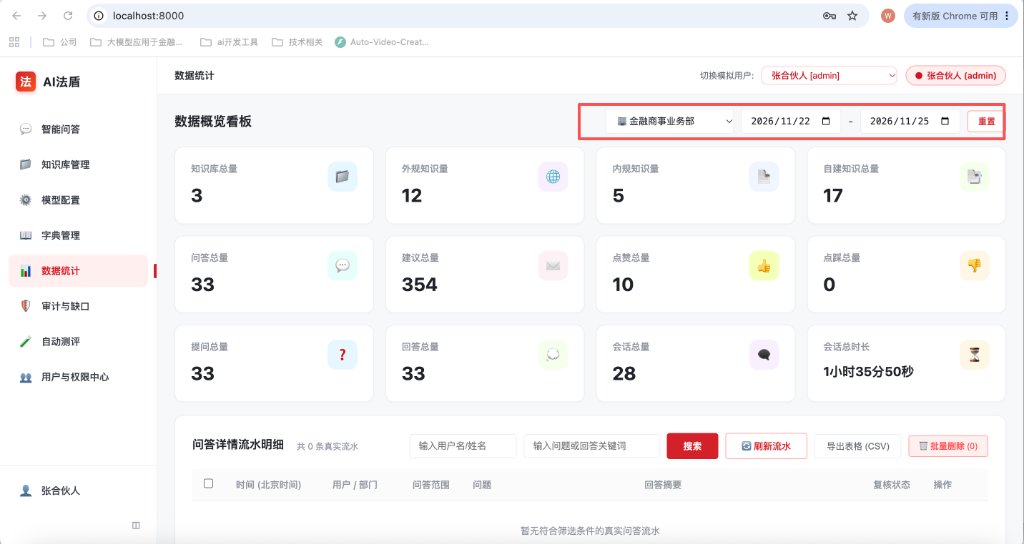 localhost:8000
W
有新版 Chrome 可用
公司
大模型应用于金融...
ai开发工具
技术相关
Auto-Video-Creat...
法
AI法盾
数据统计
切换模拟用户:
张合伙人 [admin]
张合伙人 (admin)
智能问答
知识库管理
模型配置
字典管理
数据统计
审计与缺口
自动测评
用户与权限中心
张合伙人
数据概览看板
金融商事业务部
2026/11/22
-
2026/11/25
重置
知识库总量
3
外规知识量
12
内规知识量
5
自建知识总量
17
问答总量
33
建议总量
354
点赞总量
10
点踩总量
0
提问总量
33
回答总量
33
会话总量
28
会话总时长
1小时35分50秒
问答详情流水明细
共 0 条真实流水
输入用户名/姓名
输入问题或回答关键词
搜索
刷新流水
导出表格 (CSV)
批量删除 (0)
时间 (北京时间)
用户 / 部门
问答范围
问题
回答摘要
复核状态
操作
暂无符合筛选条件的真实问答流水